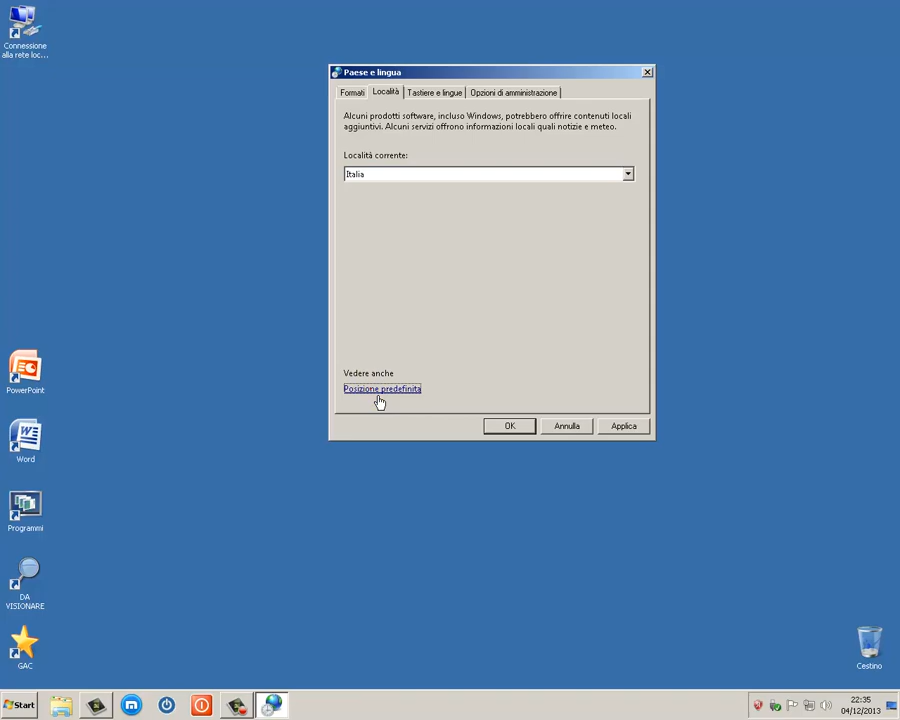 Connessione
alla rete loc...
Paese e lingua
Formati
Località
Tastiere e lingue
Opzioni di amministrazione
Alcuni prodotti software, incluso Windows, potrebbero offrire contenuti locali
aggiuntivi. Alcuni servizi offrono informazioni locali quali notizie e meteo.
Località corrente:
Italia
Vedere anche
Posizione predefinita
OK
Annulla
Applica
PowerPoint
Word
Programmi
DA
VISIONARE
GAC
Cestino
Start
22:35
04/12/2013